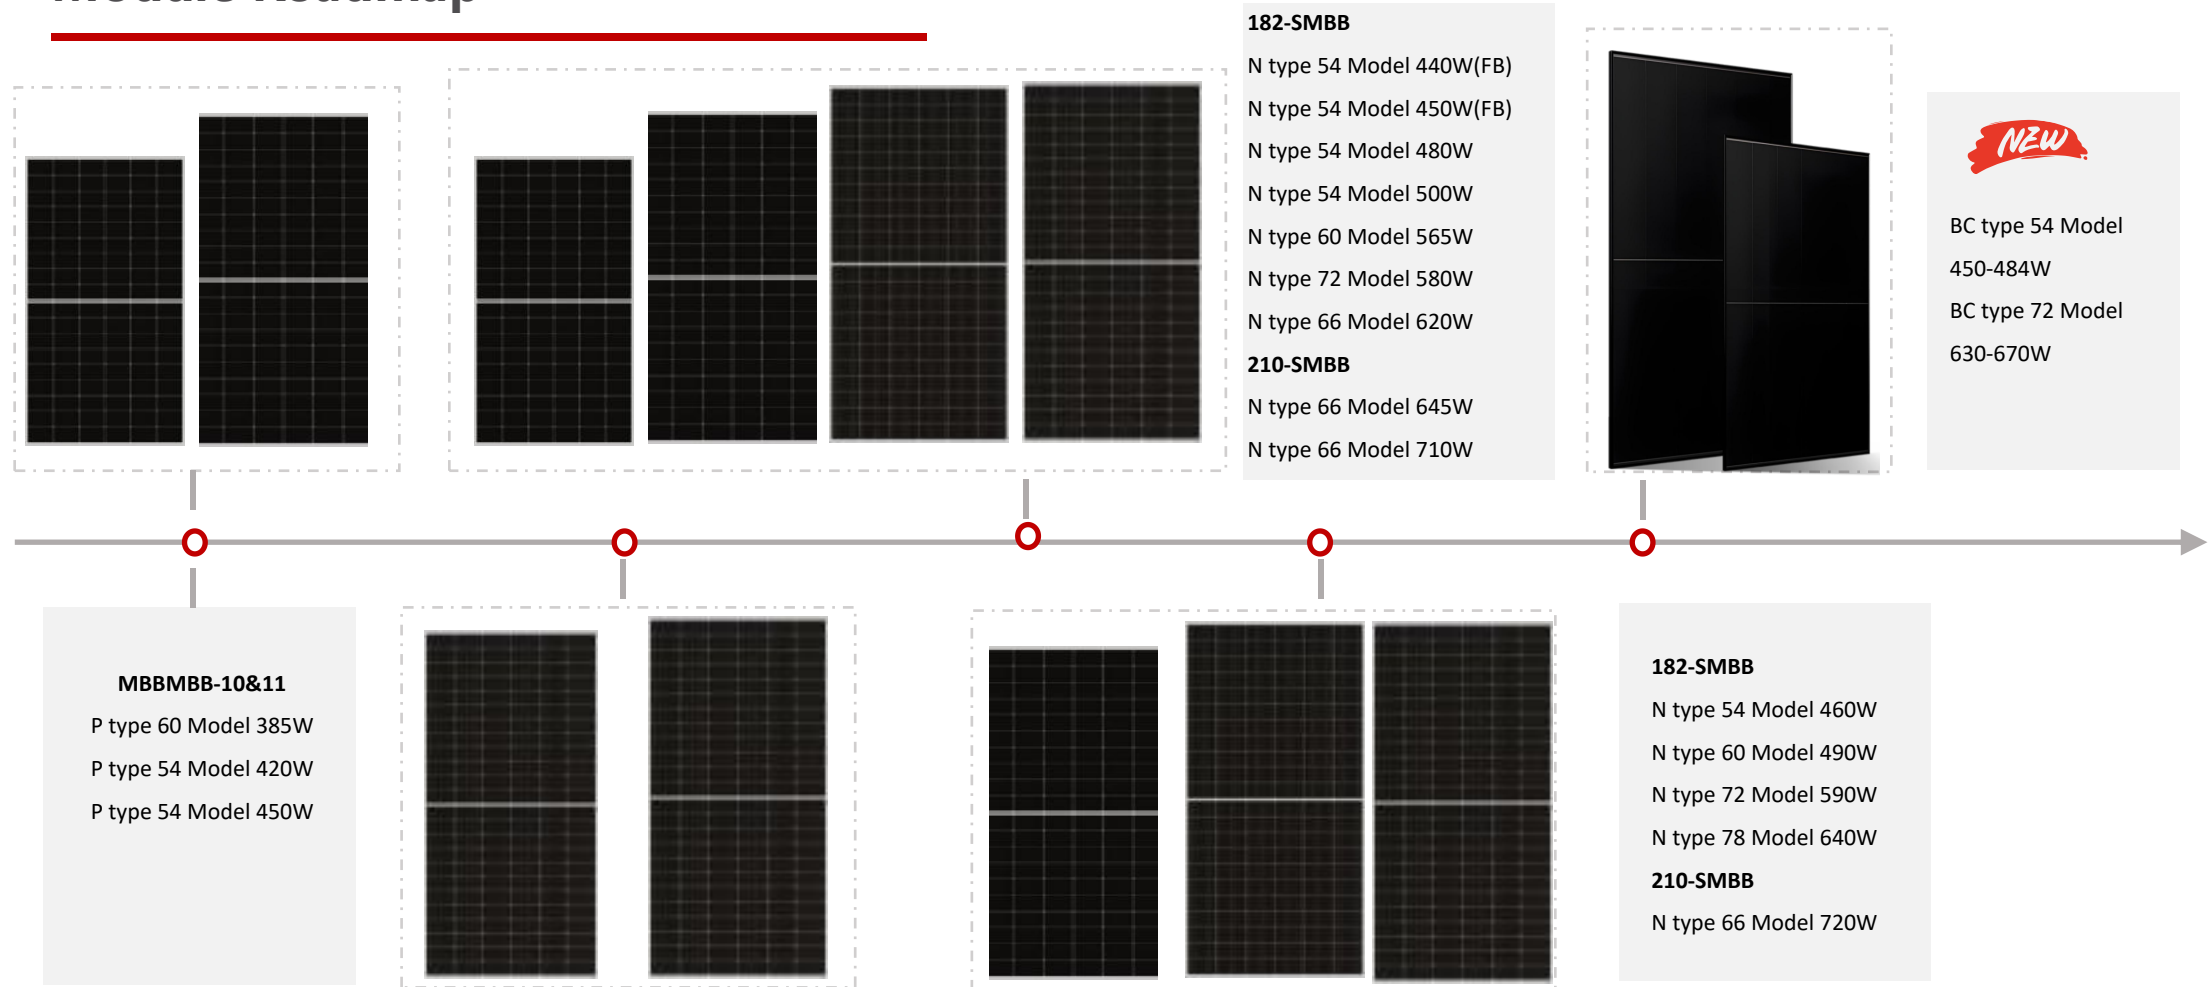 Module Roadmap
182-SMBB
N type 54 Model 440W(FB)
N type 54 Model 450W(FB)
N type 54 Model 480W
N type 54 Model 500W
N type 60 Model 565W
N type 72 Model 580W
N type 66 Model 620W
210-SMBB
N type 66 Model 645W
N type 66 Model 710W
NEW
BC type 54 Model
450-484W
BC type 72 Model
630-670W
MBBMBB-10&11
P type 60 Model 385W
P type 54 Model 420W
P type 54 Model 450W
182-SMBB
N type 54 Model 460W
N type 60 Model 490W
N type 72 Model 590W
N type 78 Model 640W
210-SMBB
N type 66 Model 720W